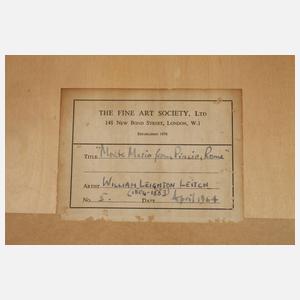 THE FINE ART SOCIETY, LTD
148 NEW BOND STREET, LONDON, W.1
ESTABLISHED 1876
TITLE "Monte Mario from Pincio, Rome"
ARTIST WILLIAM LEIGHTON LEITCH
(1804-1883)
No. 5. DATE April 1964